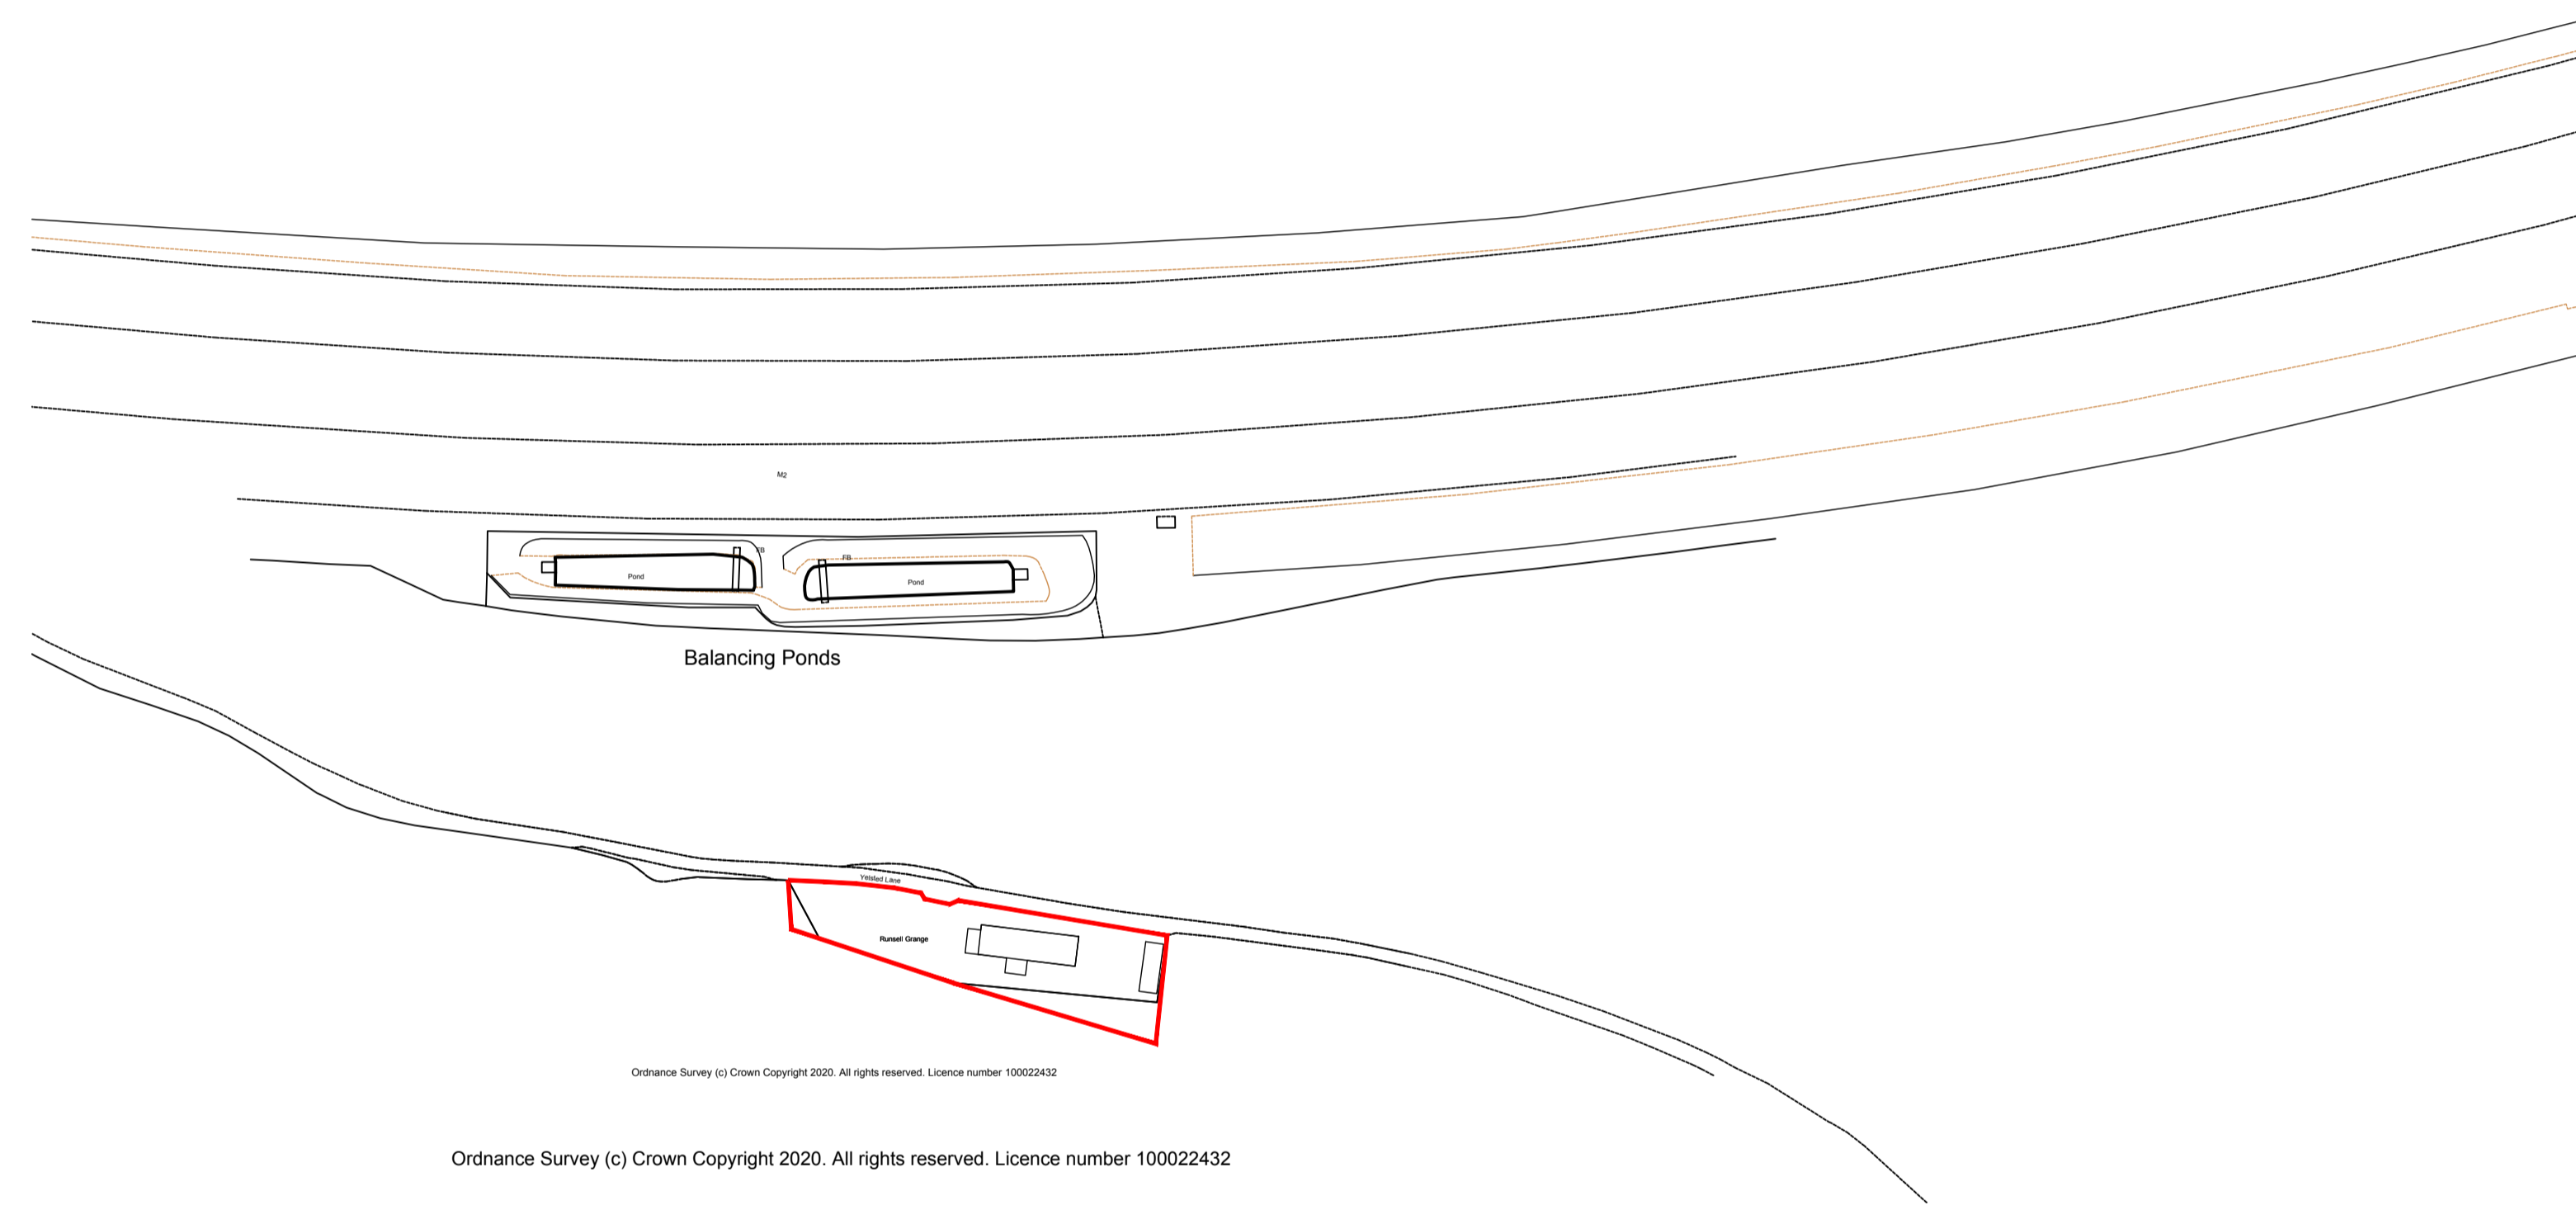 M2
FB
FB
Pond
Pond
Balancing Ponds
Yelsted Lane
Runsell Grange
Ordnance Survey (c) Crown Copyright 2020. All rights reserved. Licence number 100022432
Ordnance Survey (c) Crown Copyright 2020. All rights reserved. Licence number 100022432